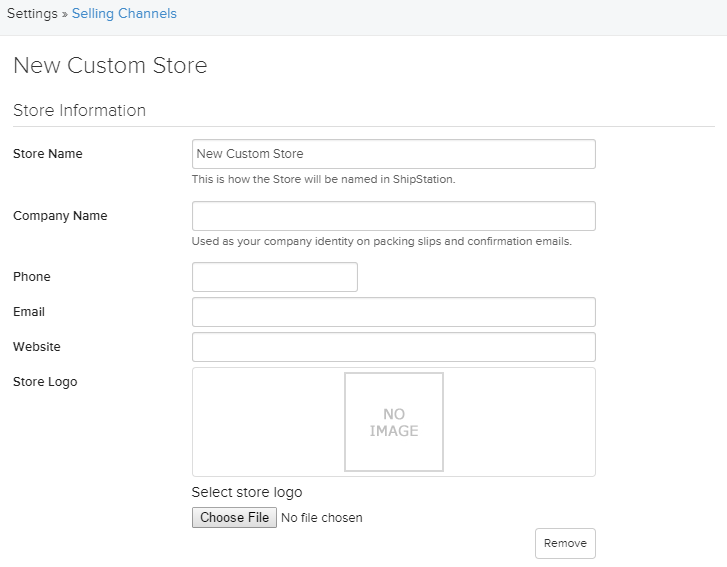 Settings » Selling Channels
New Custom Store
Store Information
Store Name
New Custom Store
This is how the Store will be named in ShipStation.
Company Name
Used as your company identity on packing slips and confirmation emails.
Phone
Email
Website
Store Logo
NO
IMAGE
Select store logo
Choose File No file chosen
Remove